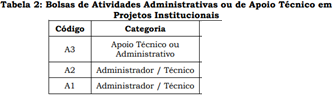 Tabela 2: Bolsas de Atividades Administrativas ou de Apoio Técnico em
Projetos Institucionais
Código Categoria
A3 Apoio Técnico ou
Administrativo
A2 Administrador / Técnico
A1 Administrador / Técnico